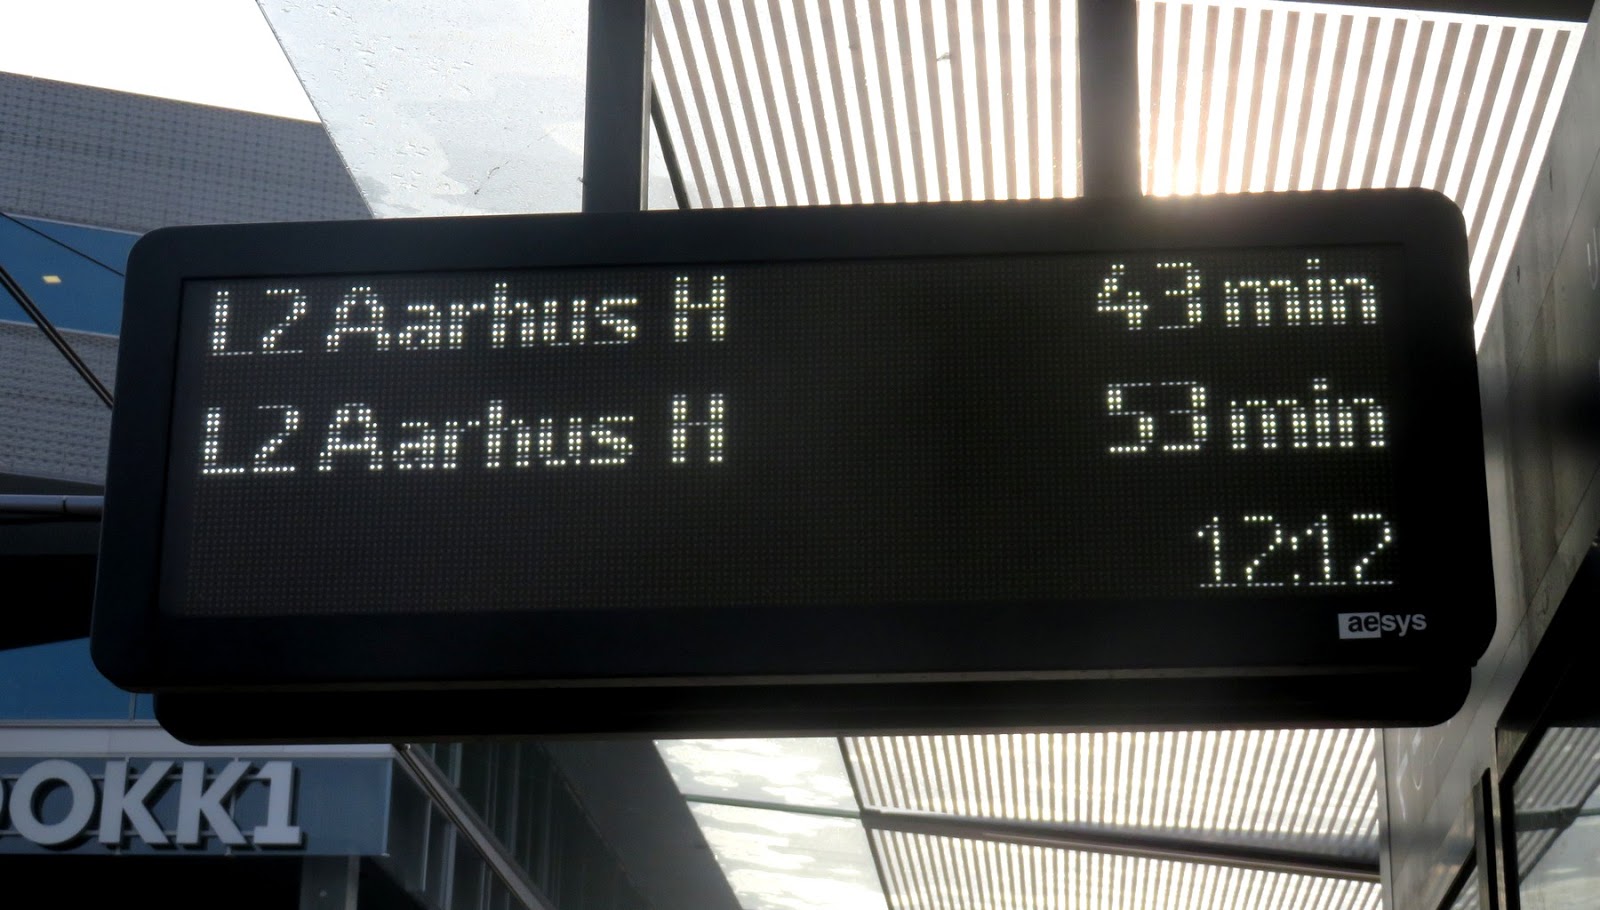 L2 Aarhus H 43 min
L2 Aarhus H 53 min
12:12
aesys
OKK1